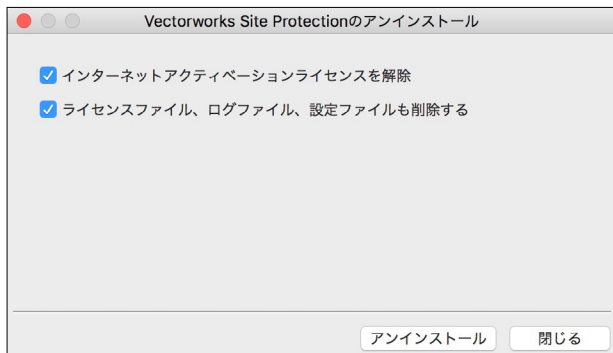 Vectorworks Site Protectionのアンインストール
インターネットアクティベーションライセンスを解除
ライセンスファイル、ログファイル、設定ファイルも削除する
アンインストール
閉じる